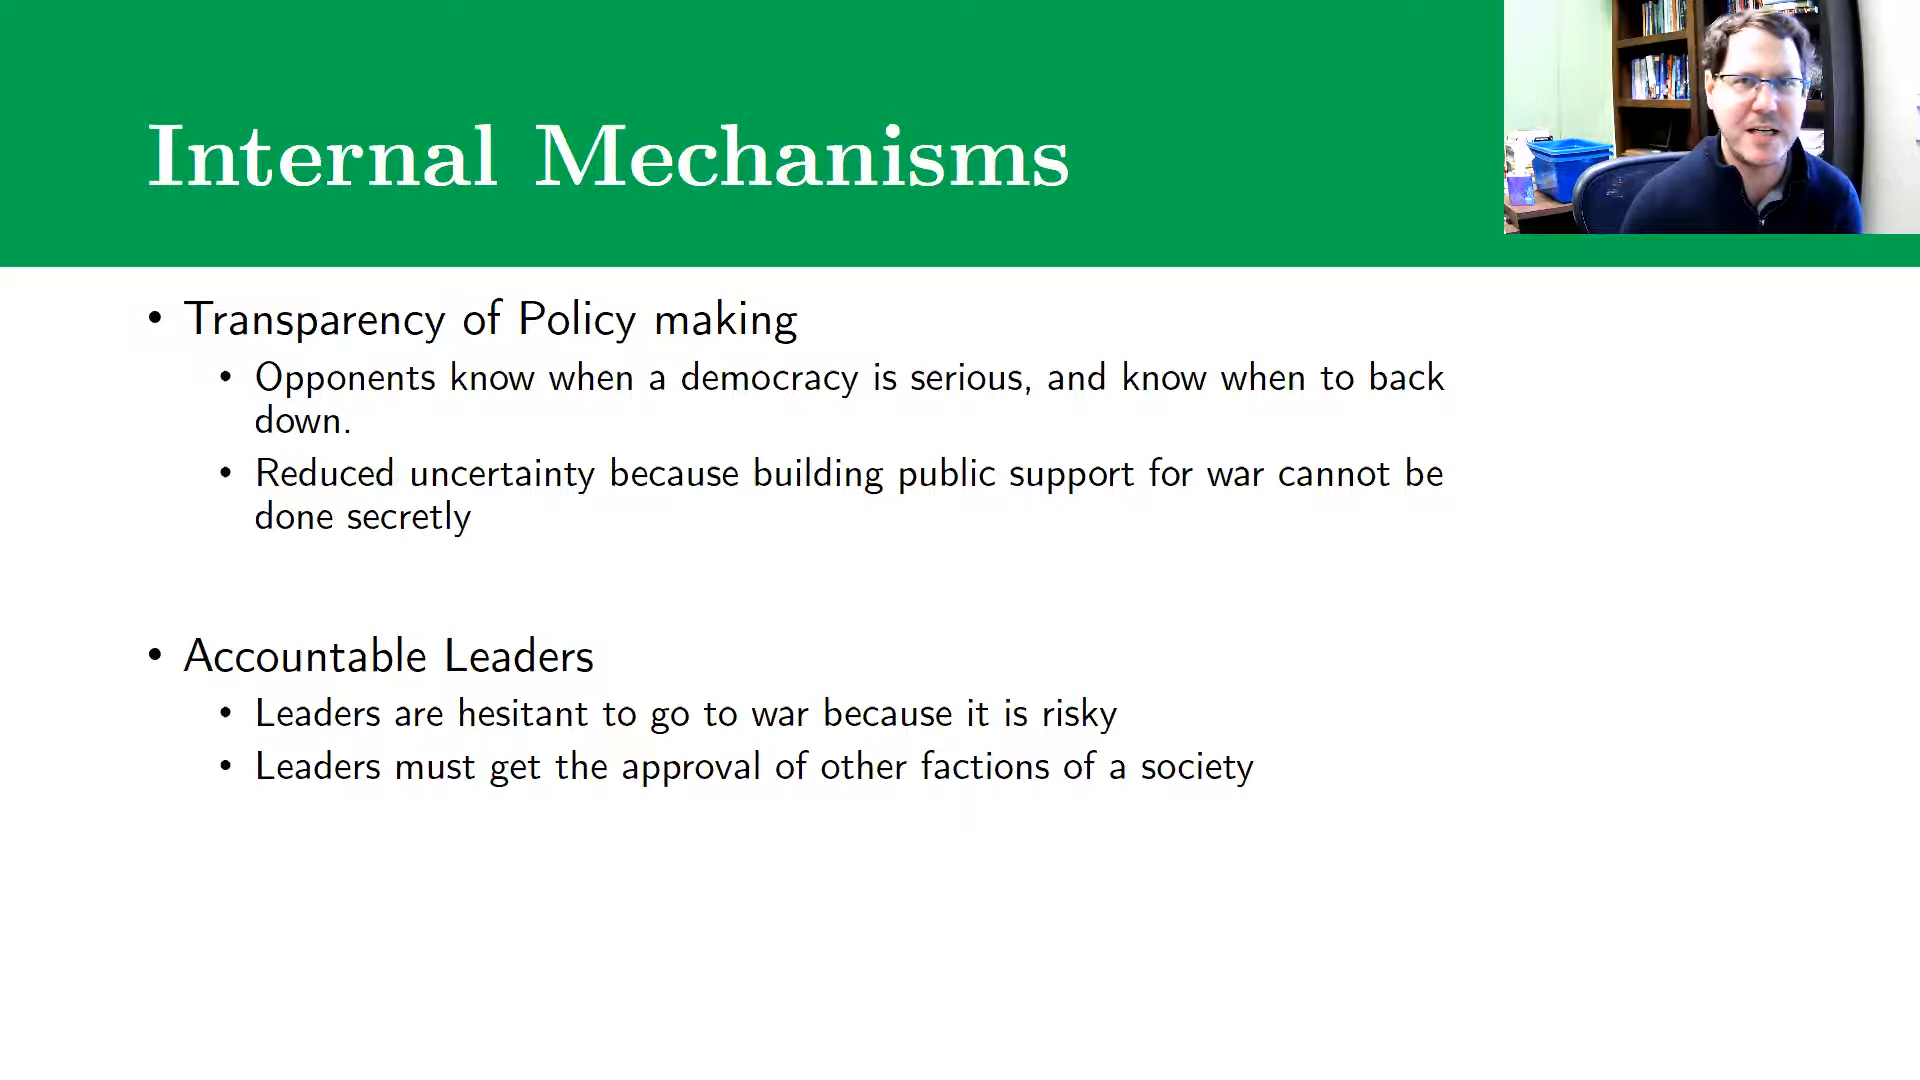 Internal Mechanisms
• Transparency of Policy making
• Opponents know when a democracy is serious, and know when to back
down.
• Reduced uncertainty because building public support for war cannot be
done secretly
• Accountable Leaders
• Leaders are hesitant to go to war because it is risky
• Leaders must get the approval of other factions of a society